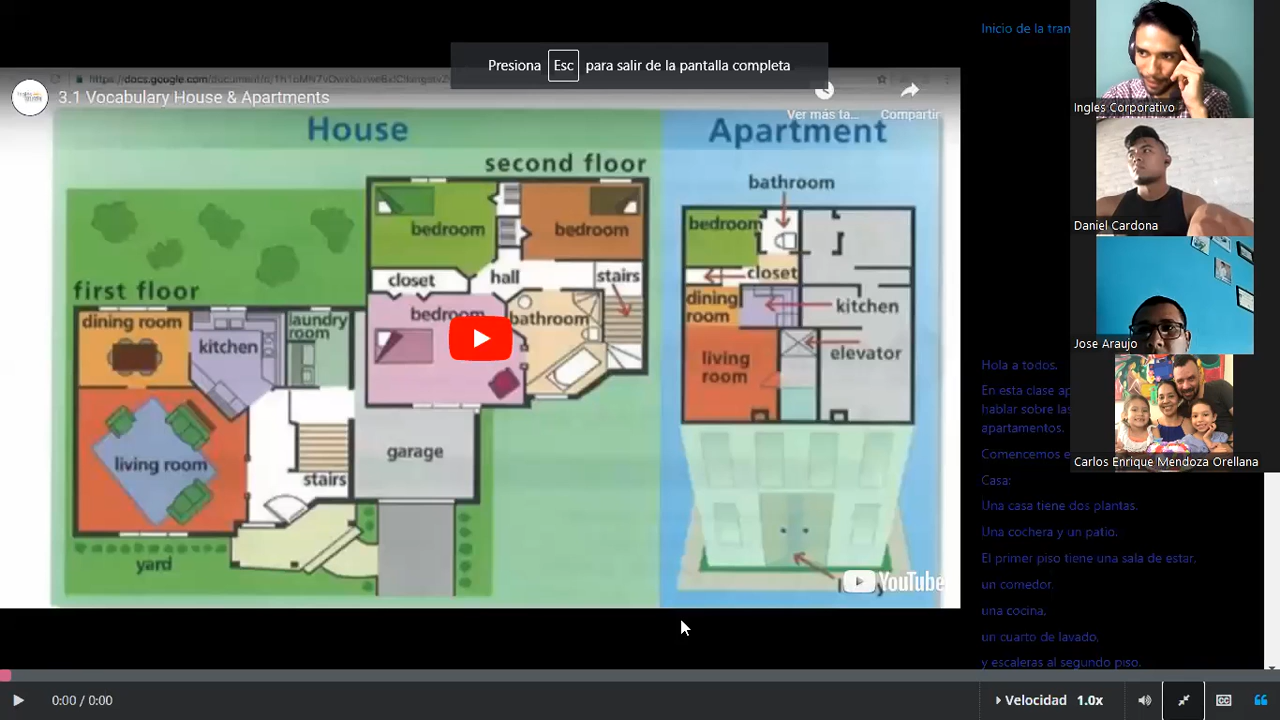 Presiona Esc para salir de la pantalla completa
3.1 Vocabulary House & Apartments
Ver más ta...
Compartir
House
second floor
bedroom
bedroom
closet
hall
stairs
bedroom
bathroom
first floor
dining room
kitchen
laundry
room
living room
stairs
garage
yard
Apartment
bathroom
bedroom
closet
dining
room
kitchen
living
room
elevator
YouTube
Inicio de la tran
Hola a todos.
En esta clase ap
hablar sobre las
apartamentos.
Comencemos e
Casa:
Una casa tiene dos plantas.
Una cochera y un patio.
El primer piso tiene una sala de estar,
un comedor,
una cocina,
un cuarto de lavado,
y escaleras al segundo piso.
Ingles Corporativo
Daniel Cardona
Jose Araujo
Carlos Enrique Mendoza Orellana
0:00 / 0:00
Velocidad 1.0x
CC